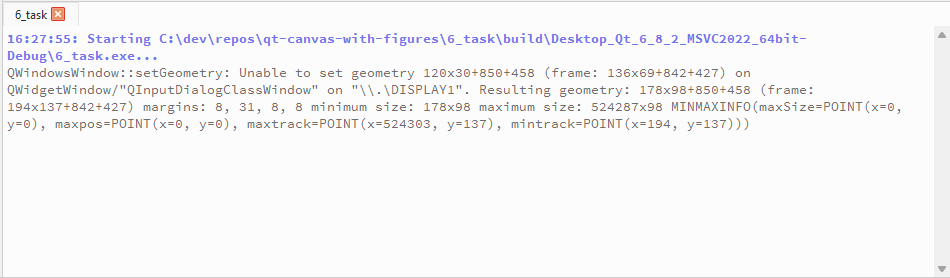 6_task
16:27:55: Starting C:\dev\repos\qt-canvas-with-figures\6_task\build\Desktop_Qt_6_8_2_MSVC2022_64bit-
Debug\6_task.exe...
QWindowsWindow::setGeometry: Unable to set geometry 120x30+850+458 (frame: 136x69+842+427) on
QWidgetWindow/"QInputDialogClassWindow" on "\\.\DISPLAY1". Resulting geometry: 178x98+850+458 (frame:
194x137+842+427) margins: 8, 31, 8, 8 minimum size: 178x98 maximum size: 524287x98 MINMAXINFO(maxSize=POINT(x=0,
y=0), maxpos=POINT(x=0, y=0), maxtrack=POINT(x=524303, y=137), mintrack=POINT(x=194, y=137)))